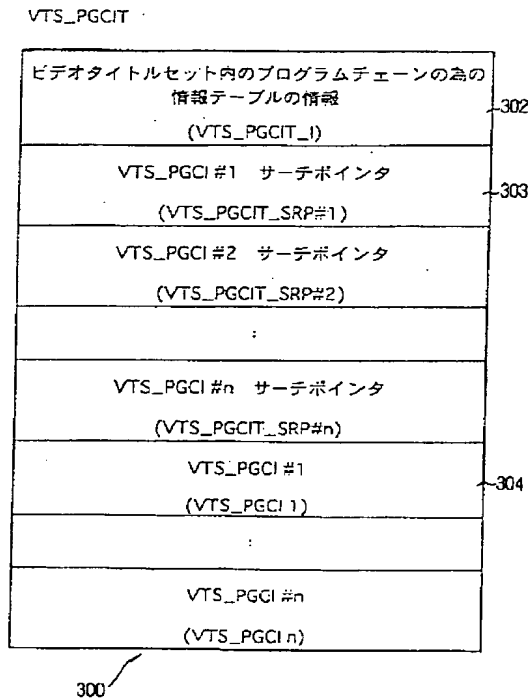 VTS_PGCIT
ビデオタイトルセット内のプログラムチェーンの為の
情報テーブルの情報
(VTS_PGCIT_I)
302
VTS_PGCI #1 サーチポインタ
303
(VTS_PGCIT_SRP#1)
VTS_PGCI #2 サーチポインタ
(VTS_PGCIT_SRP#2)
:
VTS_PGCI #n サーチポインタ
(VTS_PGCIT_SRP#n)
VTS_PGCI #1
304
(VTS_PGCI 1)
:
VTS_PGCI #n
(VTS_PGCI n)
300